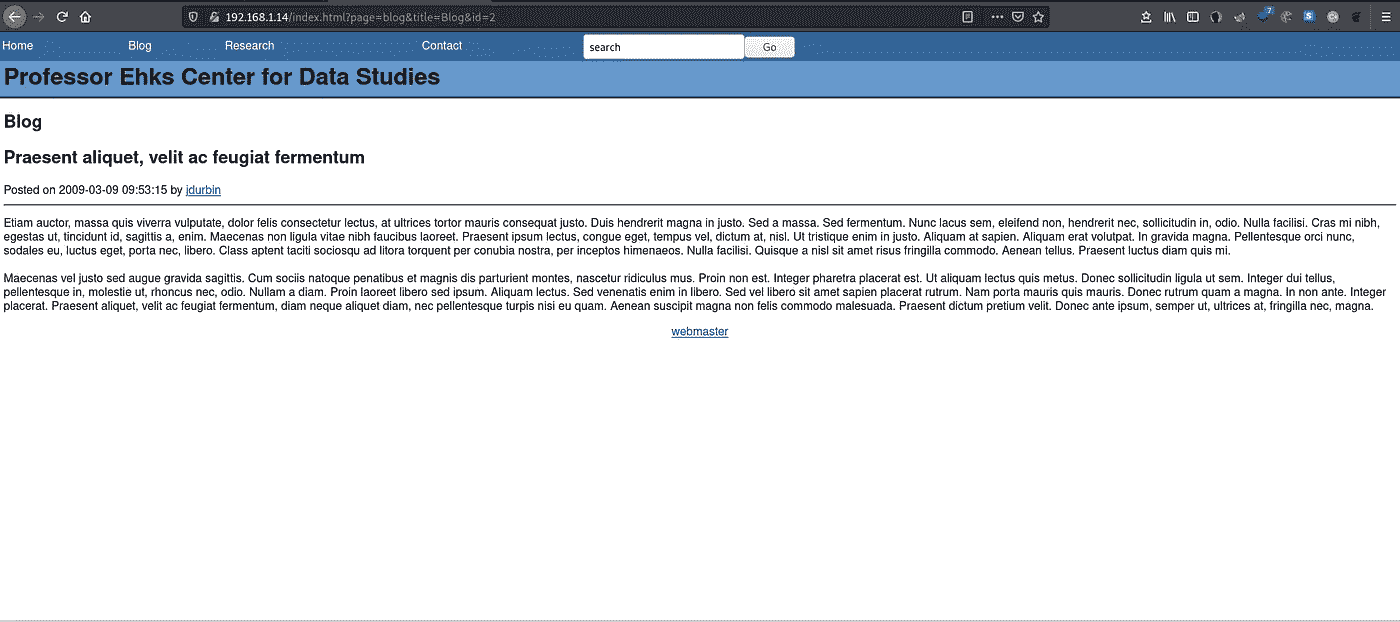 192.168.1.14/index.html?page=blog&title=Blog&id=2
7
S
Home Blog Research Contact search Go
Professor Ehks Center for Data Studies
Blog
Praesent aliquet, velit ac feugiat fermentum
Posted on 2009-03-09 09:53:15 by jdurbin
Etiam auctor, massa quis viverra vulputate, dolor felis consectetur lectus, at ultrices tortor mauris consequat justo. Duis hendrerit magna in justo. Sed a massa. Sed fermentum. Nunc lacus sem, eleifend non, hendrerit nec, sollicitudin in, odio. Nulla facilisi. Cras mi nibh,
egestas ut, tincidunt id, sagittis a, enim. Maecenas non ligula vitae nibh faucibus laoreet. Praesent ipsum lectus, congue eget, tempus vel, dictum at, nisl. Ut tristique enim in justo. Aliquam at sapien. Aliquam erat volutpat. In gravida magna. Pellentesque orci nunc,
sodales eu, luctus eget, porta nec, libero. Class aptent taciti sociosqu ad litora torquent per conubia nostra, per inceptos himenaeos. Nulla facilisi. Quisque a nisl sit amet risus fringilla commodo. Aenean tellus. Praesent luctus diam quis mi.
Maecenas vel justo sed augue gravida sagittis. Cum sociis natoque penatibus et magnis dis parturient montes, nascetur ridiculus mus. Proin non est. Integer pharetra placerat est. Ut aliquam lectus quis metus. Donec sollicitudin ligula ut sem. Integer dui tellus,
pellentesque in, molestie ut, rhoncus nec, odio. Nullam a diam. Proin laoreet libero sed ipsum. Aliquam lectus. Sed venenatis enim in libero. Sed vel libero sit amet sapien placerat rutrum. Nam porta mauris quis mauris. Donec rutrum quam a magna. In non ante. Integer
placerat. Praesent aliquet, velit ac feugiat fermentum, diam neque aliquet diam, nec pellentesque turpis nisi eu quam. Aenean suscipit magna non felis commodo malesuada. Praesent dictum pretium velit. Donec ante ipsum, semper ut, ultrices at, fringilla nec, magna.
webmaster